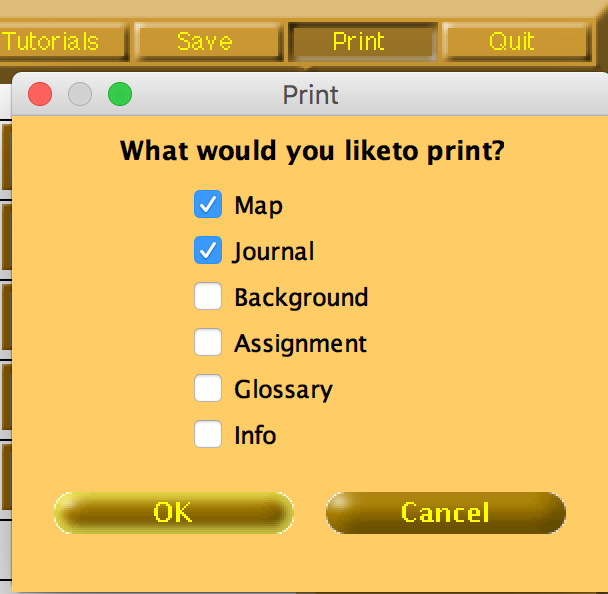 Tutorials Save Print Quit
Print
What would you liketo print?
Map
Journal
Background
Assignment
Glossary
Info
OK Cancel